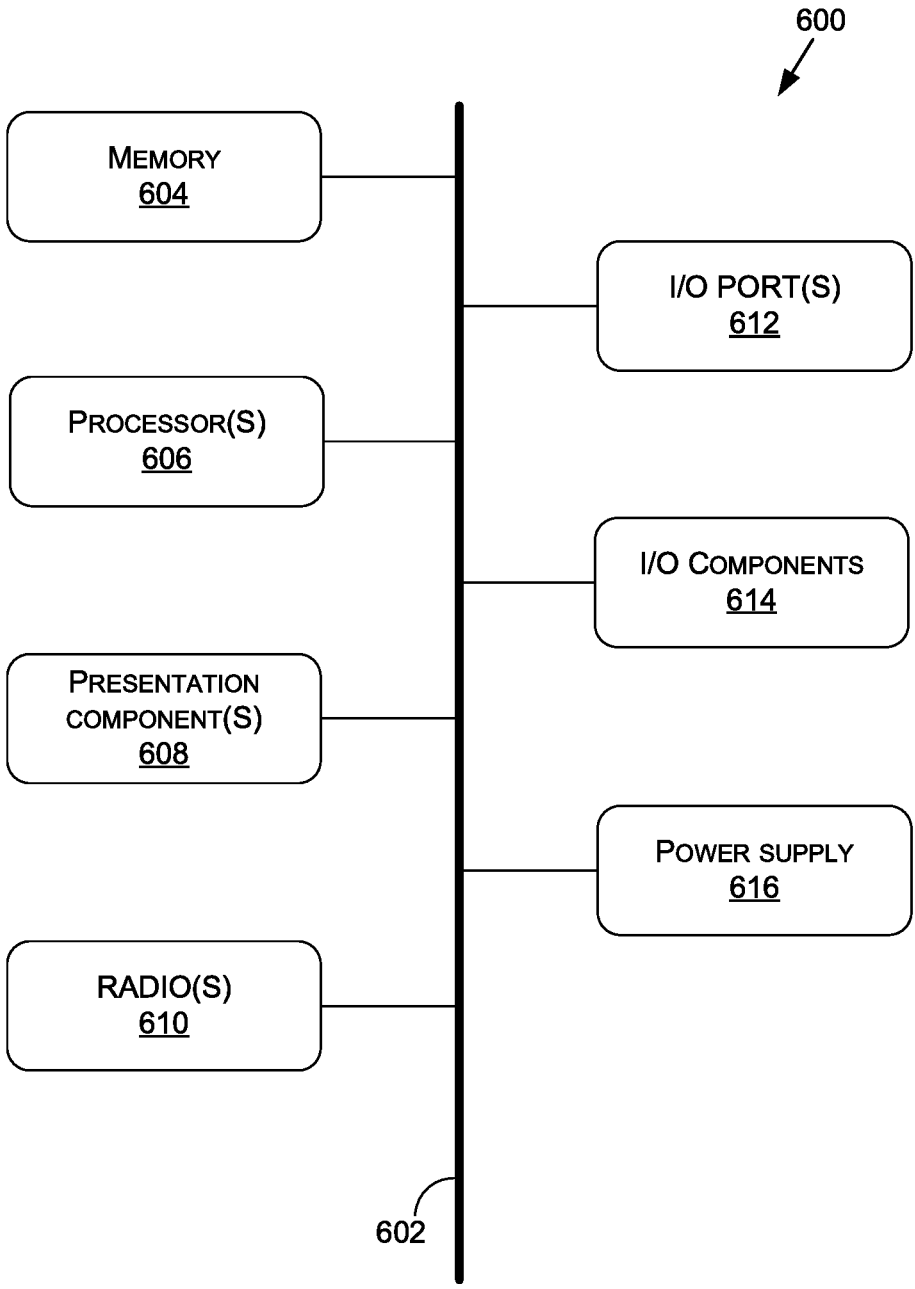 600
MEMORY
604
I/O PORT(S)
612
PROCESSOR(S)
606
I/O COMPONENTS
614
PRESENTATION
COMPONENT(S)
608
POWER SUPPLY
616
RADIO(S)
610
602